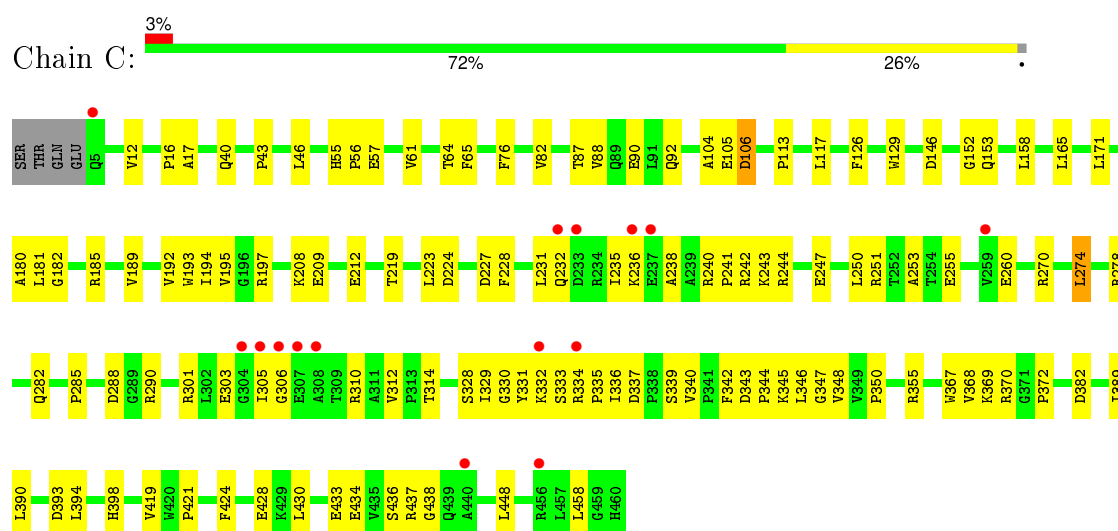 3%
Chain C:
72%
26%
•
SER THR GLN GLU Q5 V12 P16 A17 Q40 P43 L46 H55 P56 E57 V61 T64 F65 F76 V82 T87 V88 Q89 E90 L91 Q92 A104 E105 D106 P113 L117 F126 W129 D146 G152 Q153 L158 L165 L171
A180 L181 G182 R185 V189 V192 W193 I194 V195 G196 R197 K208 E209 E212 T219 L223 D224 D227 F228 L231 Q232 D233 R234 I235 K236 E237 A238 A239 R240 P241 R242 K243 R244 E247 L250 R251 T252 A253 T254 E255 V259 E260 R270 L274 R278
Q282 P285 D288 G289 R290 R301 L302 E303 G304 I305 G306 E307 A308 T309 R310 A311 V312 P313 T314 S328 I329 G330 Y331 K332 S333 R334 P335 I336 D337 P338 S339 V340 P341 F342 D343 P344 K345 L346 G347 V348 V349 P350 R355 W367 V368 K369 R370 G371 P372 D382 L389
L390 D393 L394 H398 V419 W420 P421 F424 E428 K429 L430 E433 E434 V435 S436 R437 G438 Q439 A440 L448 R456 L457 L458 G459 H460